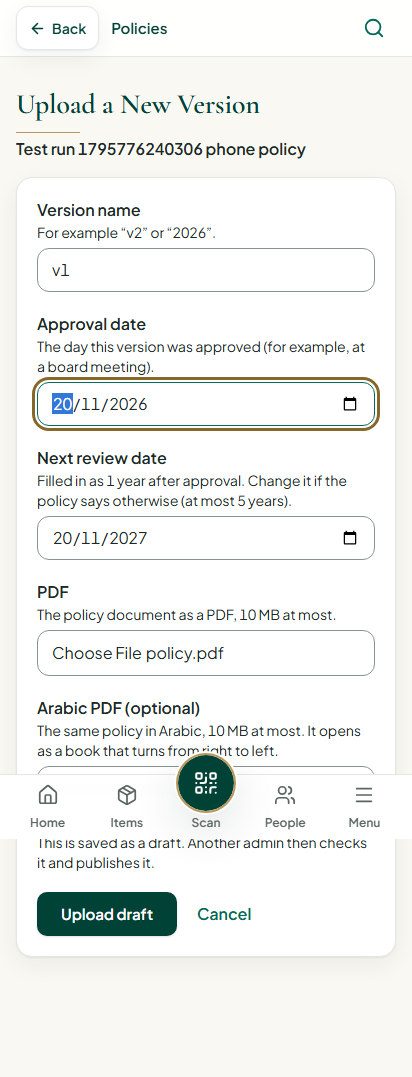 Back
Policies
Upload a New Version
Test run 1795776240306 phone policy
Version name
For example “v2” or “2026”.
v1
Approval date
The day this version was approved (for example, at
a board meeting).
20/11/2026
Next review date
Filled in as 1 year after approval. Change it if the
policy says otherwise (at most 5 years).
20/11/2027
PDF
The policy document as a PDF, 10 MB at most.
Choose File policy.pdf
Arabic PDF (optional)
The same policy in Arabic, 10 MB at most. It opens
as a book that turns from right to left.
Home
Items
Scan
People
Menu
This is saved as a draft. Another admin then checks
it and publishes it.
Upload draft
Cancel